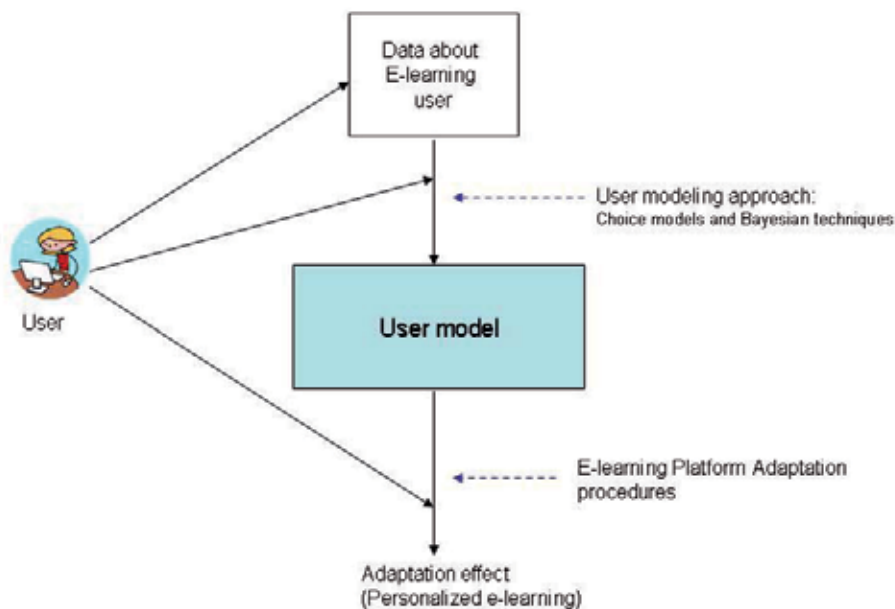 Data about
E-learning
user
User modeling approach:
Choice models and Bayesian techniques
User
User model
E-learning Platform Adaptation
procedures
Adaptation effect
(Personalized e-learning)